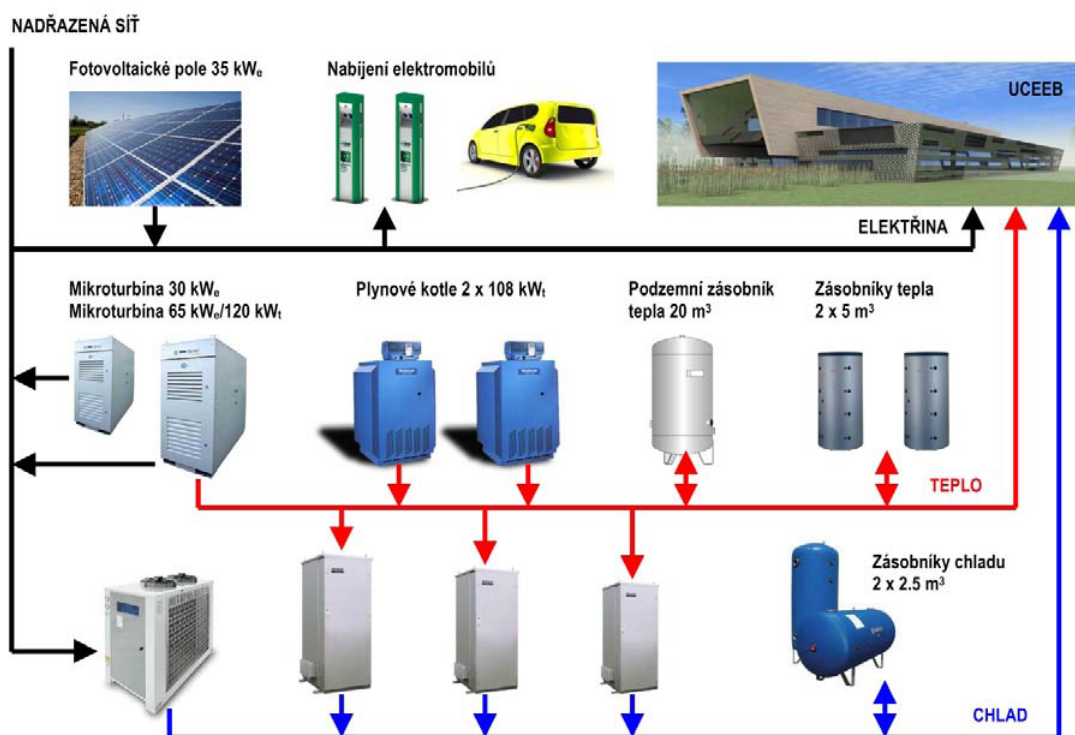 NADŘAZENÁ SÍŤ
Fotovoltaické pole 35 kWₑ
Nabíjení elektromobilů
UCEEB
ELEKTŘINA
Mikroturbína 30 kWₑ
Mikroturbína 65 kWₑ/120 kWₜ
Plynové kotle 2 x 108 kWₜ
Podzemní zásobník
tepla 20 m³
Zásobníky tepla
2 x 5 m³
TEPLO
Zásobníky chladu
2 x 2.5 m³
CHLAD